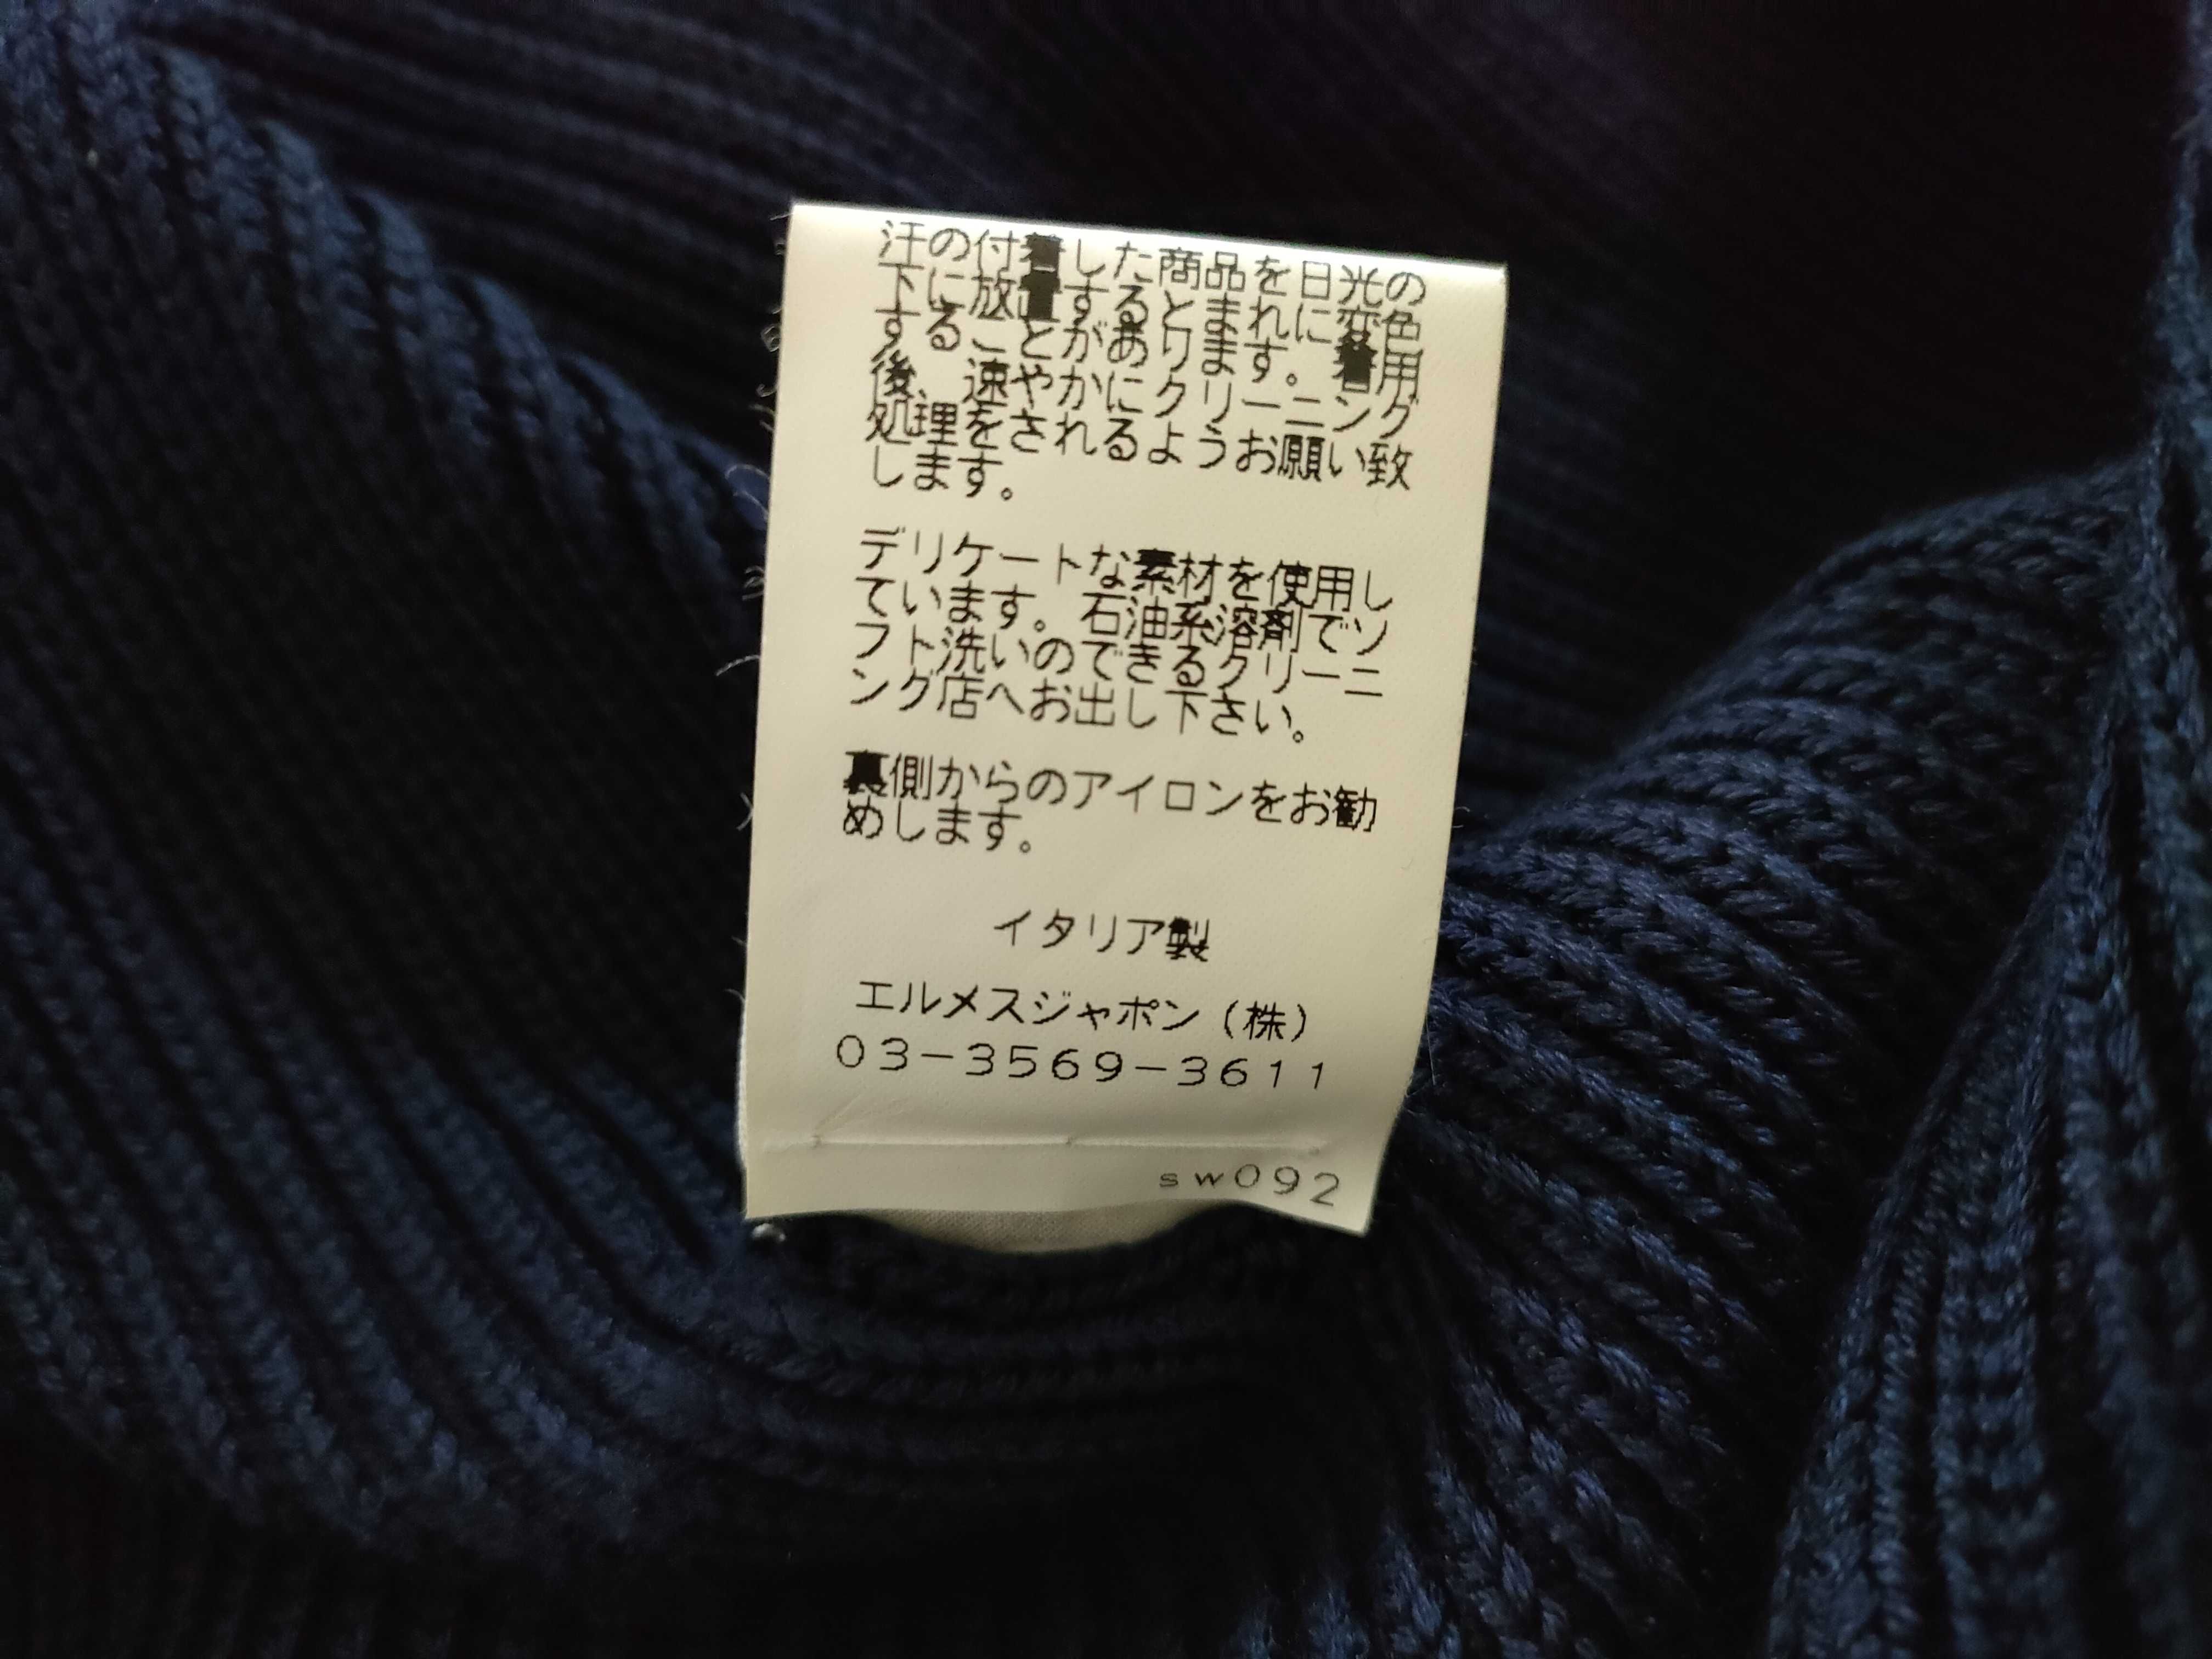 汗の付着した商品を日光の
下に放置するとまれに変色
することがあります。着用
後、速やかにクリーニング
処理をされるようお願い致
します。
デリケートな素材を使用し
ています。石油系溶剤でソ
フト洗いのできるクリーニ
ング店へお出し下さい。
裏側からのアイロンをお勧
めします。
イタリア製
エルメスジャポン(株)
03-3569-3611
sw092